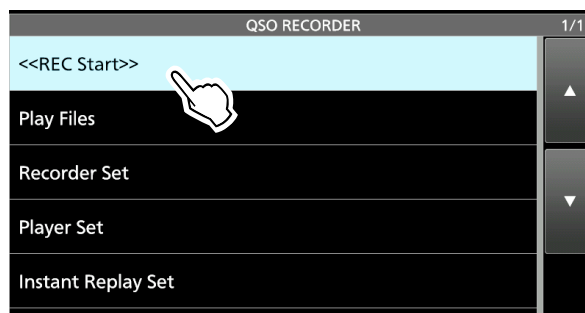 QSO RECORDER 1/1
<<REC Start>>
Play Files
Recorder Set
Player Set
Instant Replay Set